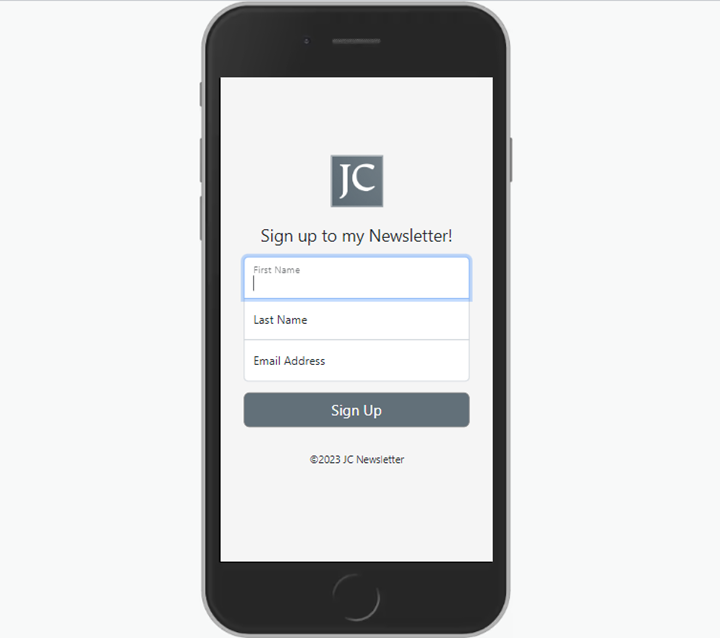 JC
Sign up to my Newsletter!
First Name
Last Name
Email Address
Sign Up
©2023 JC Newsletter